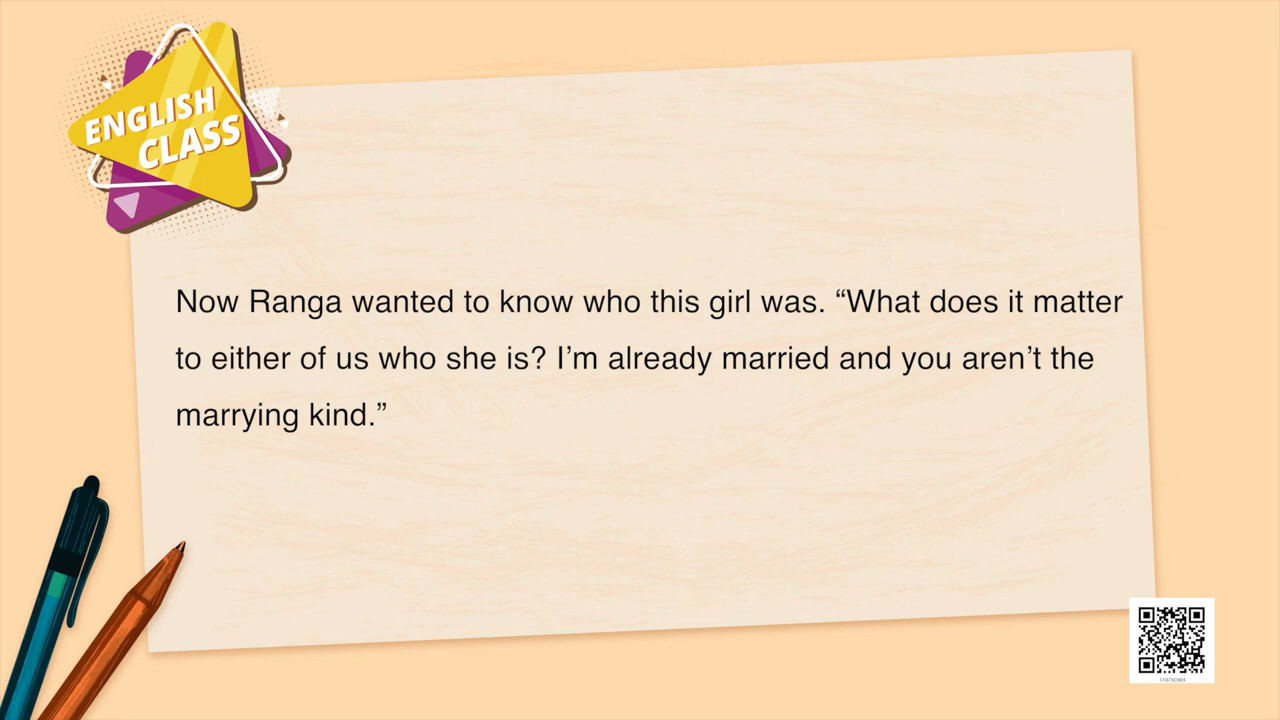 ENGLISH
CLASS
Now Ranga wanted to know who this girl was. “What does it matter
to either of us who she is? I’m already married and you aren’t the
marrying kind.”